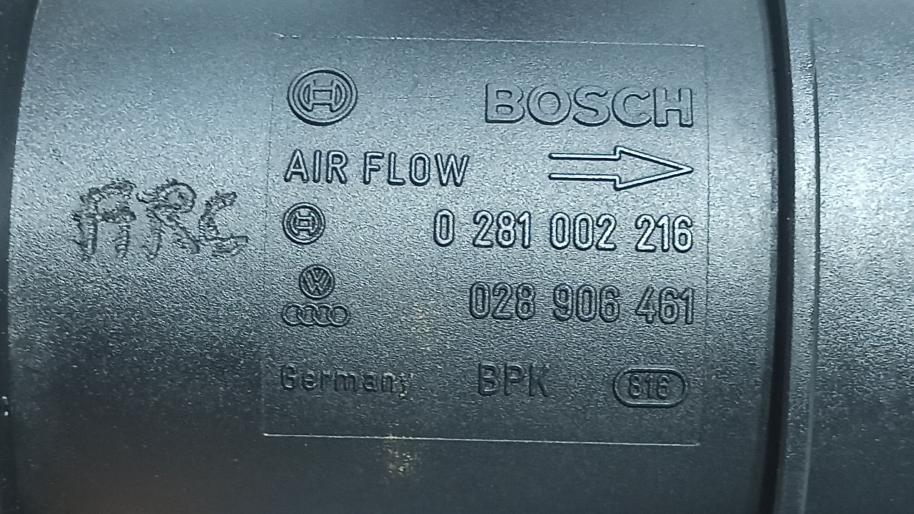 BOSCH
AIR FLOW
ARC
0 281 002 216
028 906 461
Germany BPK 816